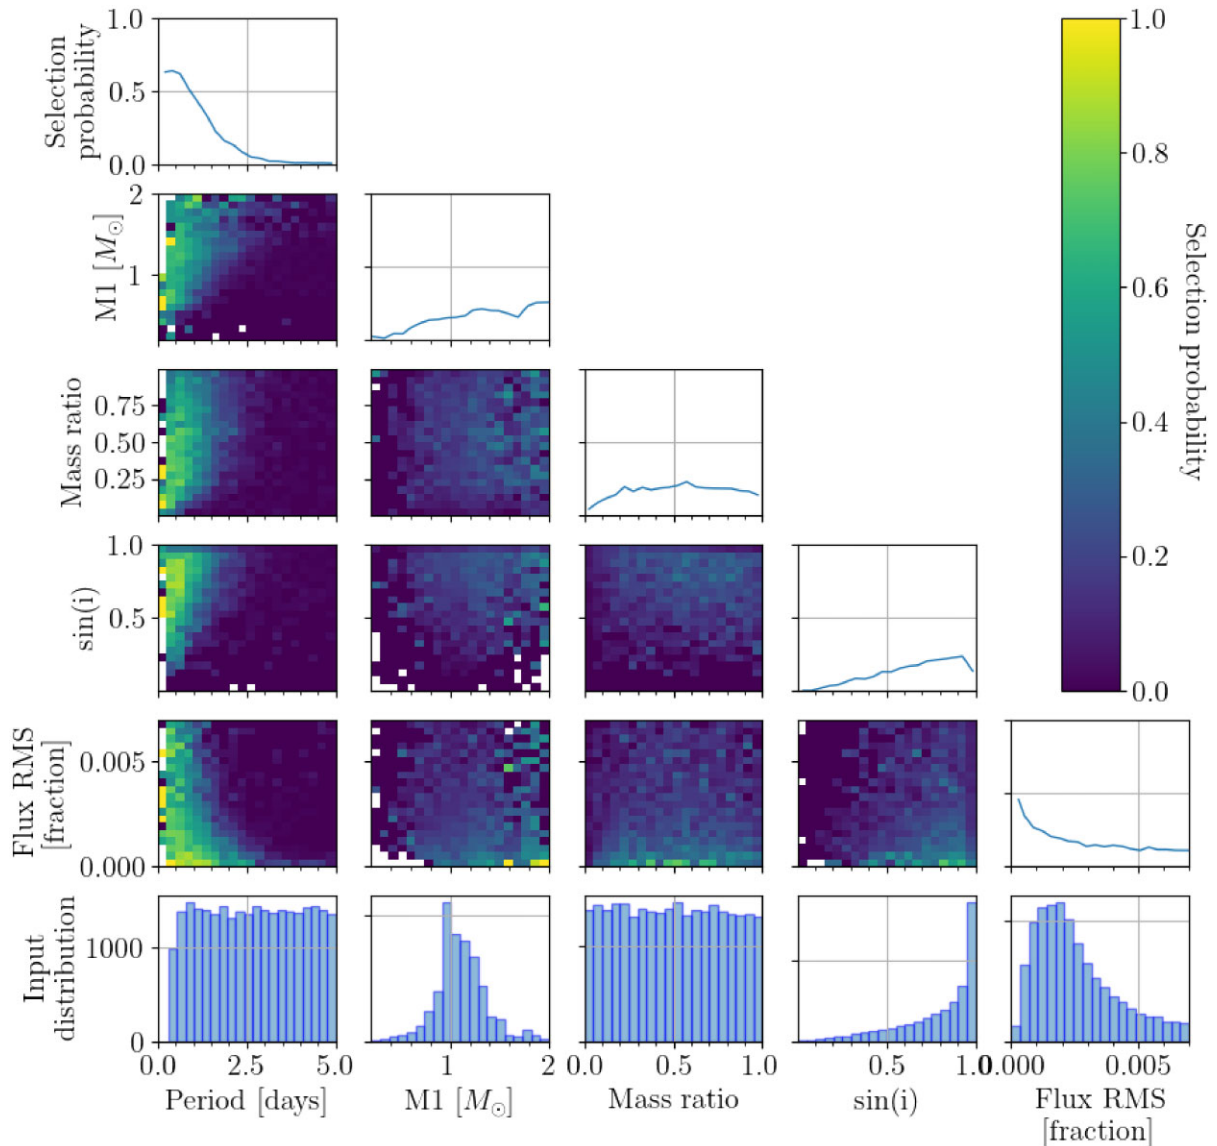 1.0
0.5
0.0
Selection
probability
2
1
M1 [M⊙]
0.75
0.50
0.25
Mass ratio
1.0
0.5
sin(i)
0.005
0.000
Flux RMS
[fraction]
1000
0
Input
distribution
0.0
2.5
5.0
Period [days]
1
2
M1 [M⊙]
0.0
0.5
1.0
Mass ratio
0.5
1.0
sin(i)
0.000
0.005
Flux RMS
[fraction]
1.0
0.8
0.6
0.4
0.2
0.0
Selection probability